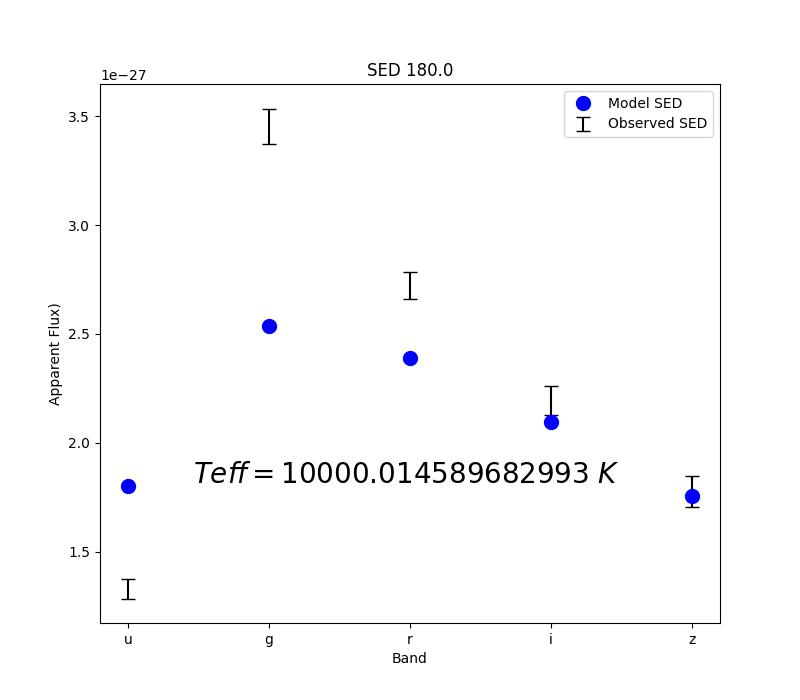 SED 180.0
1e−27
Model SED
Observed SED
3.5
3.0
2.5
2.0
1.5
Apparent Flux)
Teff = 10000.014589682993 K
u g r i z
Band